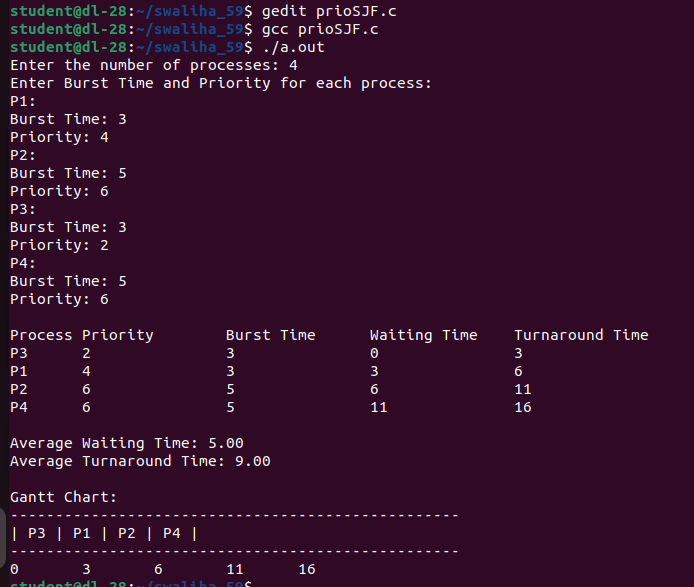 student@dl-28:~/swaliha_59$ gedit prioSJF.c
student@dl-28:~/swaliha_59$ gcc prioSJF.c
student@dl-28:~/swaliha_59$ ./a.out
Enter the number of processes: 4
Enter Burst Time and Priority for each process:
P1:
Burst Time: 3
Priority: 4
P2:
Burst Time: 5
Priority: 6
P3:
Burst Time: 3
Priority: 2
P4:
Burst Time: 5
Priority: 6

Process Priority        Burst Time      Waiting Time    Turnaround Time
P3      2               3               0               3
P1      4               3               3               6
P2      6               5               6               11
P4      6               5               11              16

Average Waiting Time: 5.00
Average Turnaround Time: 9.00

Gantt Chart:
--------------------------------------------------
| P3 | P1 | P2 | P4 |
--------------------------------------------------
0       3       6       11      16
student@dl-28:~/swaliha_59$